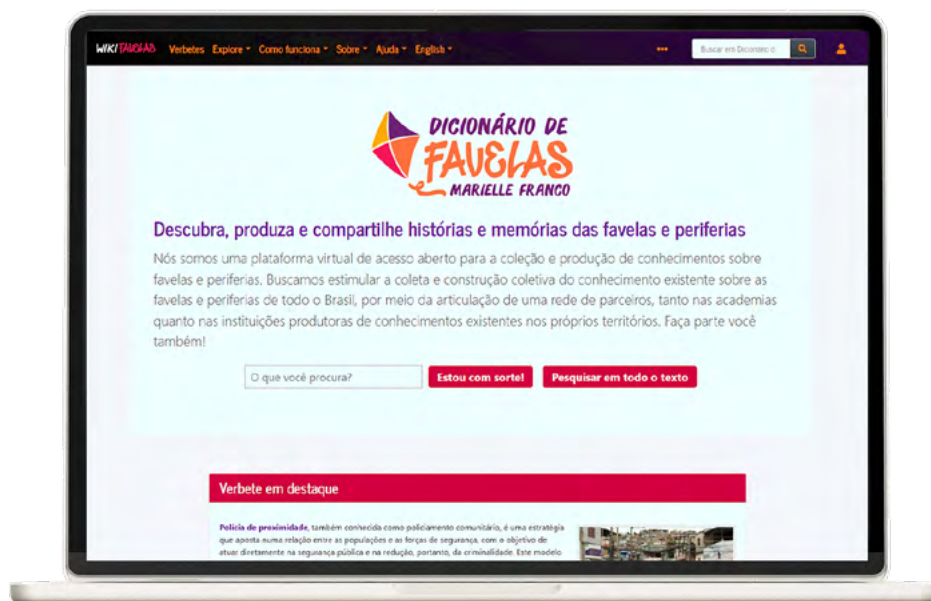 WIKIFAVELAS Verbetes Explore Como funciona Sobre Ajuda English Buscar em Dicionário o
DICIONÁRIO DE
FAVELAS
MARIELLE FRANCO
Descubra, produza e compartilhe histórias e memórias das favelas e periferias
Nós somos uma plataforma virtual de acesso aberto para a coleção e produção de conhecimentos sobre
favelas e periferias. Buscamos estimular a coleta e construção coletiva do conhecimento existente sobre as
favelas e periferias de todo o Brasil, por meio da articulação de uma rede de parceiros, tanto nas academias
quanto nas instituições produtoras de conhecimentos existentes nos próprios territórios. Faça parte você
também!
O que você procura? Estou com sorte! Pesquisar em todo o texto
Verbete em destaque
Polícia de proximidade, também conhecida como policiamento comunitário, é uma estratégia
que aposta numa relação entre as populações e as forças de segurança, com o objetivo de
atuar diretamente na segurança pública e na redução, portanto, da criminalidade. Este modelo